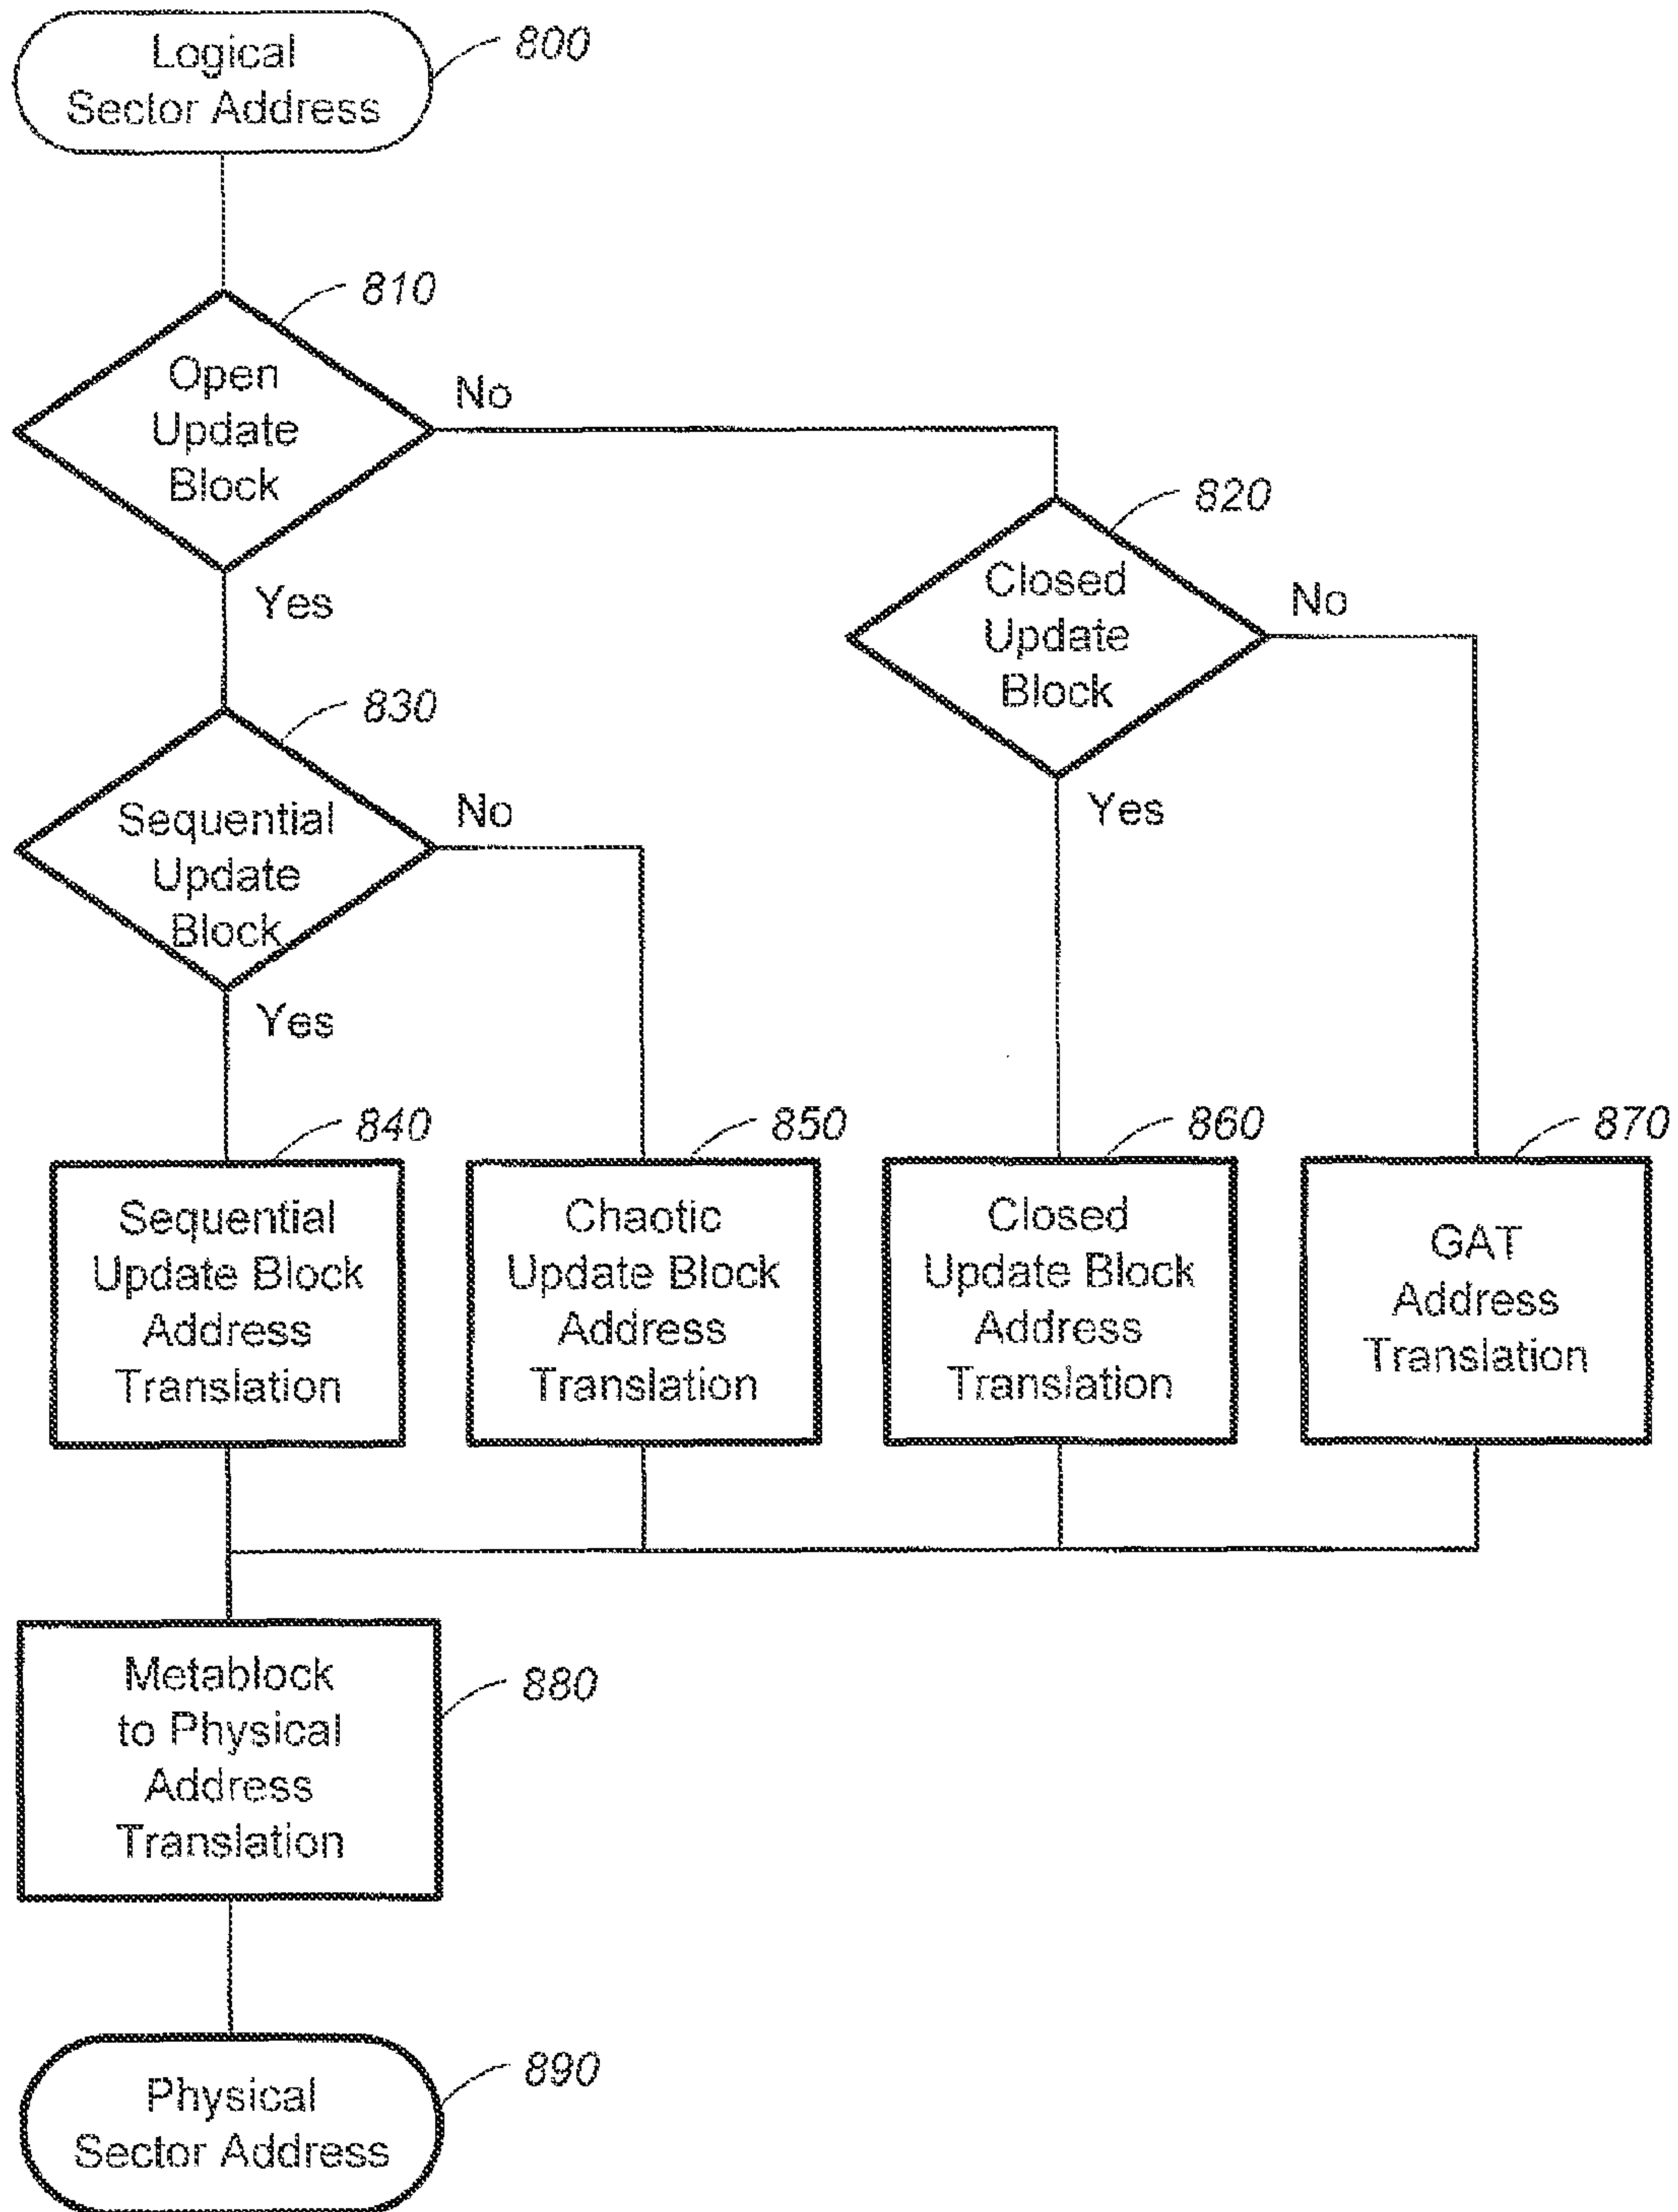 Logical
Sector Address
800
810
Open
Update
Block
No
Yes
820
Closed
Update
Block
No
Yes
830
Sequential
Update
Block
No
Yes
840
Sequential
Update Block
Address
Translation
850
Chaotic
Update Block
Address
Translation
860
Closed
Update Block
Address
Translation
870
GAT
Address
Translation
Metablock
to Physical
Address
Translation
880
Physical
Sector Address
890